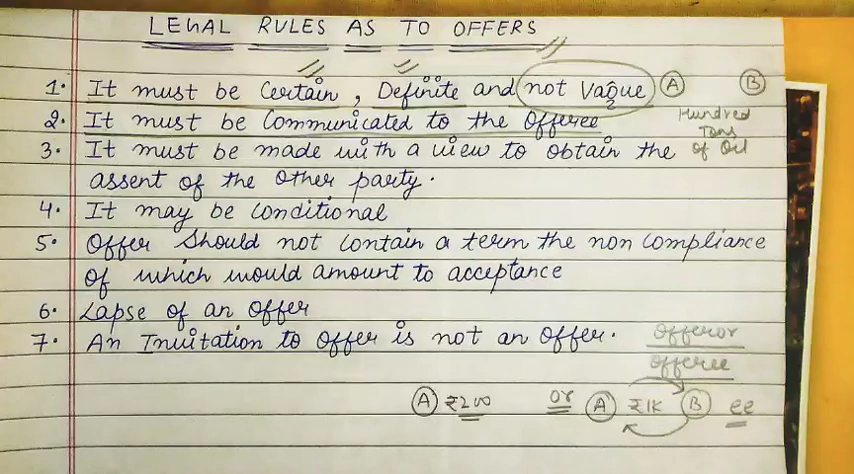 LEGAL RULES AS TO OFFERS
1. It must be Certain, Definite and not Vague A B
2. It must be Communicated to the Offeree Hundred
Tons
3. It must be made with a view to obtain the of Oil
assent of the Other party.
4. It may be Conditional
5. Offer Should not Contain a term the non Compliance
of which would amount to acceptance
6. Lapse of an Offer
7. An Invitation to Offer is not an Offer. Offeror
Offeree
A ₹200 or A ₹1K B ee